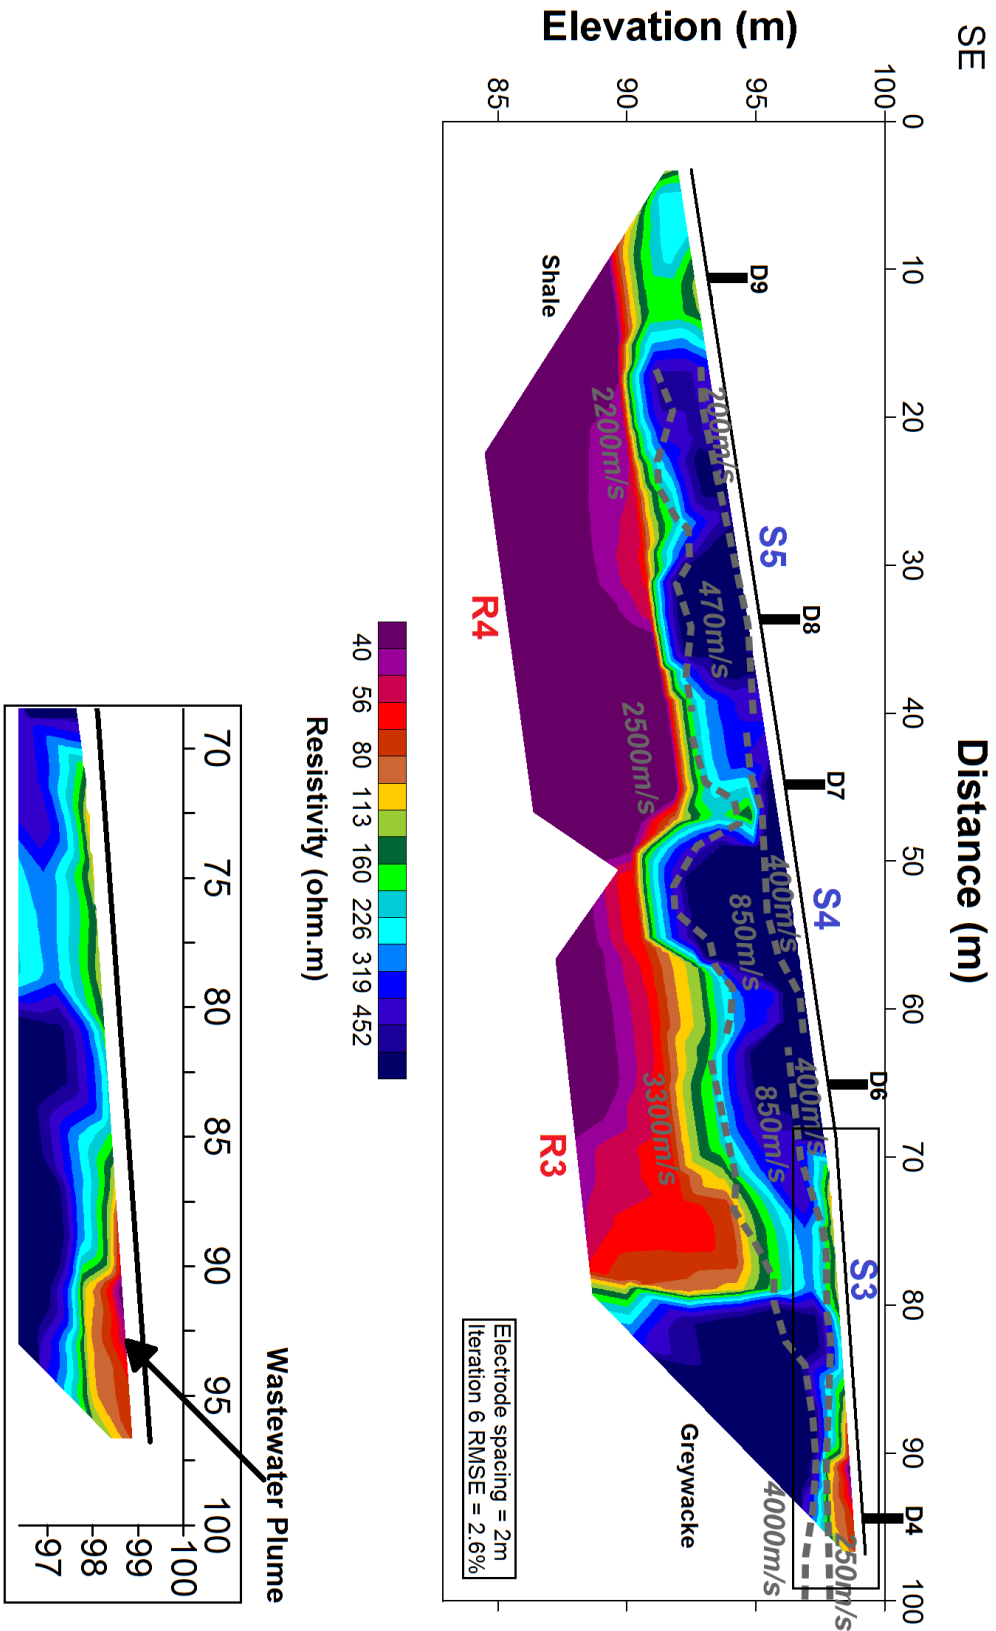 SE
Elevation (m)
Distance (m)
100
95
90
85
0
10
20
30
40
50
60
70
80
90
100
D9
D8
D7
D6
D4
S5
S4
S3
200m/s
470m/s
400m/s
850m/s
400m/s
850m/s
250m/s
2200m/s
2500m/s
3300m/s
4000m/s
Shale
Greywacke
R4
R3
Electrode spacing = 2m
Iteration 6 RMSE = 2.6%
40 56 80 113 160 226 319 452
Resistivity (ohm.m)
Wastewater Plume
70 75 80 85 90 95 100
100
99
98
97